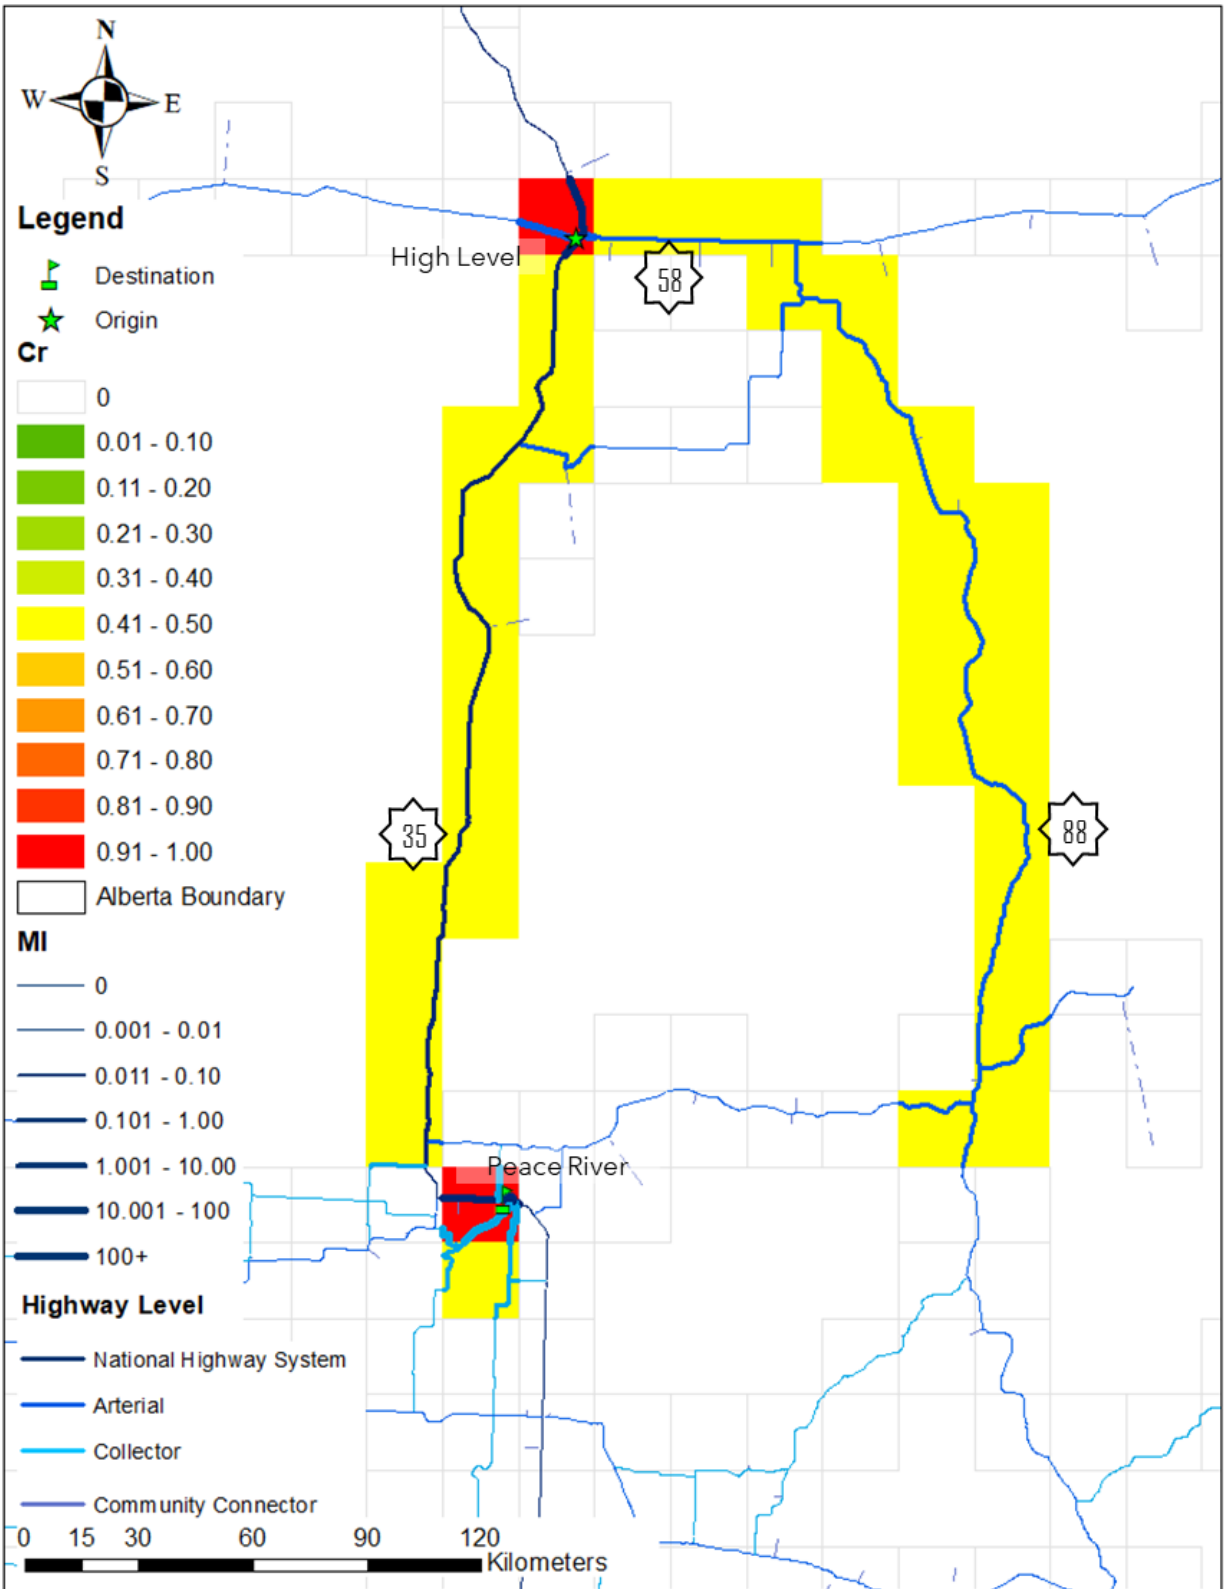 N
W E
S
Legend
Destination
Origin
Cr
0
0.01 - 0.10
0.11 - 0.20
0.21 - 0.30
0.31 - 0.40
0.41 - 0.50
0.51 - 0.60
0.61 - 0.70
0.71 - 0.80
0.81 - 0.90
0.91 - 1.00
Alberta Boundary
MI
0
0.001 - 0.01
0.011 - 0.10
0.101 - 1.00
1.001 - 10.00
10.001 - 100
100+
Highway Level
National Highway System
Arterial
Collector
Community Connector
0 15 30 60 90 120
Kilometers
High Level
58
35
88
Peace River